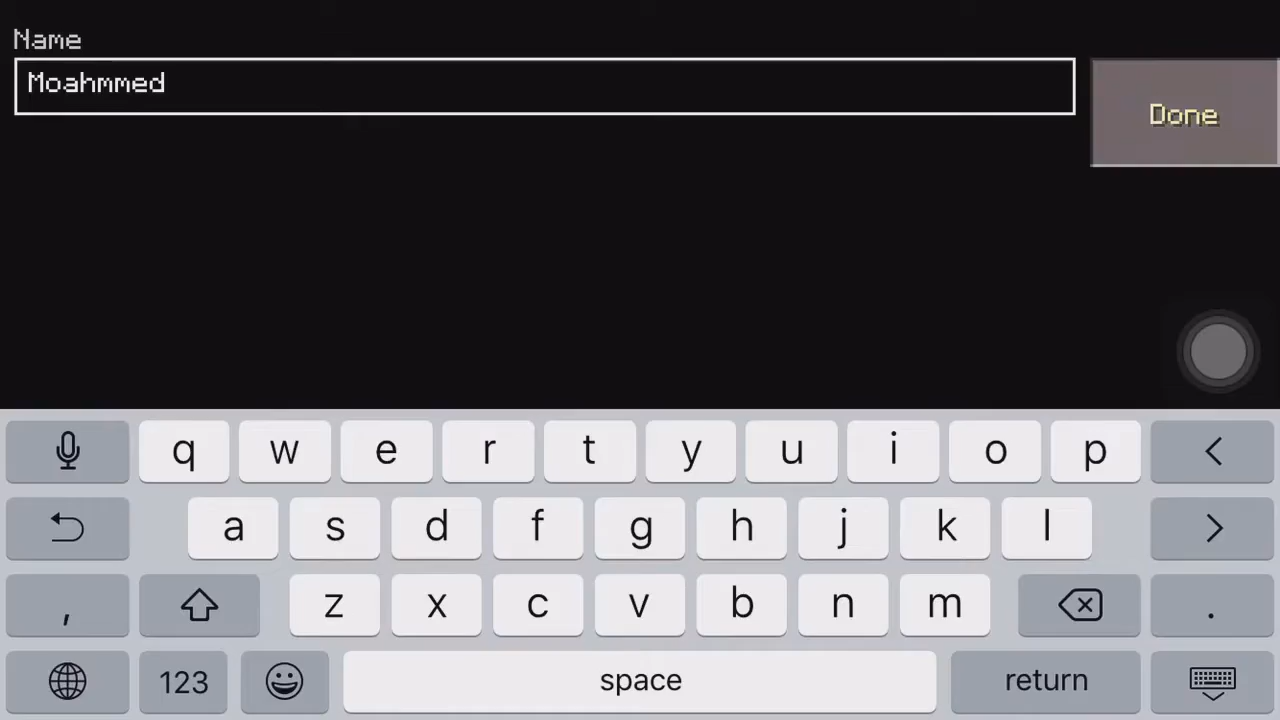 Name
Moahmmed
Done
q w e r t y u i o p <
a s d f g h j k l >
, z x c v b n m .
123 space return